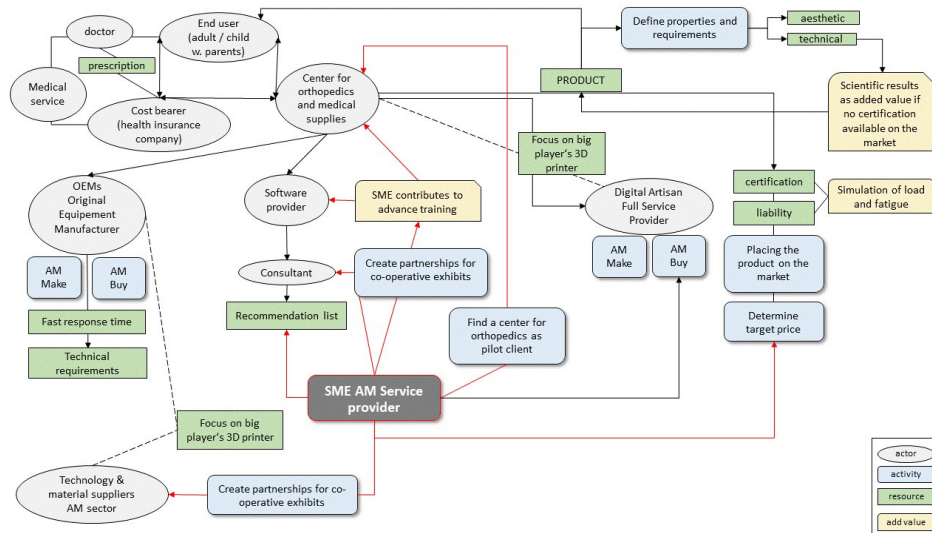 doctor
End user
(adult / child
w. parents)
Define properties and
requirements
aesthetic
technical
prescription
Medical
service
Center for
orthopedics
and medical
supplies
PRODUCT
Scientific results
as added value if
no certification
available on the
market
Cost bearer
(health insurance
company)
Focus on big
player's 3D
printer
OEMs
Original
Equipement
Manufacturer
Software
provider
SME contributes to
advance training
Digital Artisan
Full Service
Provider
certification
liability
Simulation of load
and fatigue
AM
Make
AM
Buy
AM
Make
AM
Buy
Placing the
product on the
market
Consultant
Create partnerships for
co-operative exhibits
Fast response time
Recommendation list
Find a center for
orthopedics as
pilot client
Determine
target price
Technical
requirements
SME AM Service
provider
Focus on big
player's 3D printer
Technology &
material suppliers
AM sector
Create partnerships for co-
operative exhibits
actor
activity
resource
add value